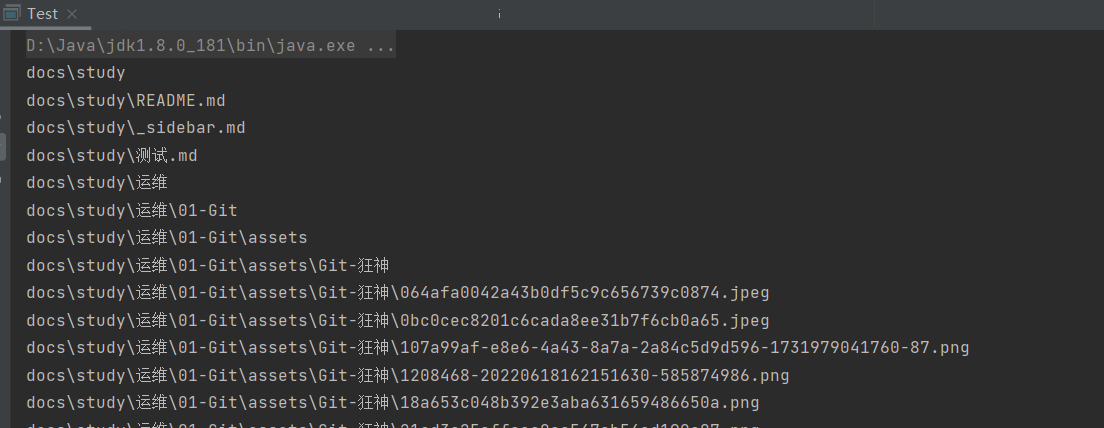 Test
D:\Java\jdk1.8.0_181\bin\java.exe ...
docs\study
docs\study\README.md
docs\study\_sidebar.md
docs\study\测试.md
docs\study\运维
docs\study\运维\01-Git
docs\study\运维\01-Git\assets
docs\study\运维\01-Git\assets\Git-狂神
docs\study\运维\01-Git\assets\Git-狂神\064afa0042a43b0df5c9c656739c0874.jpeg
docs\study\运维\01-Git\assets\Git-狂神\0bc0cec8201c6cada8ee31b7f6cb0a65.jpeg
docs\study\运维\01-Git\assets\Git-狂神\107a99af-e8e6-4a43-8a7a-2a84c5d9d596-1731979041760-87.png
docs\study\运维\01-Git\assets\Git-狂神\1208468-20220618162151630-585874986.png
docs\study\运维\01-Git\assets\Git-狂神\18a653c048b392e3aba631659486650a.png